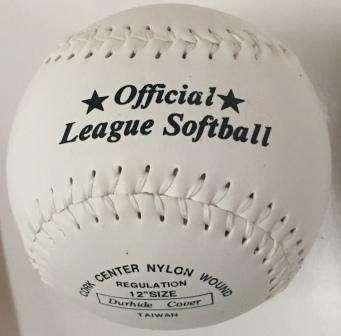 ★ Official ★
League Softball
CORK CENTER NYLON WOUND
REGULATION
12" SIZE
Durhide Cover
TAIWAN